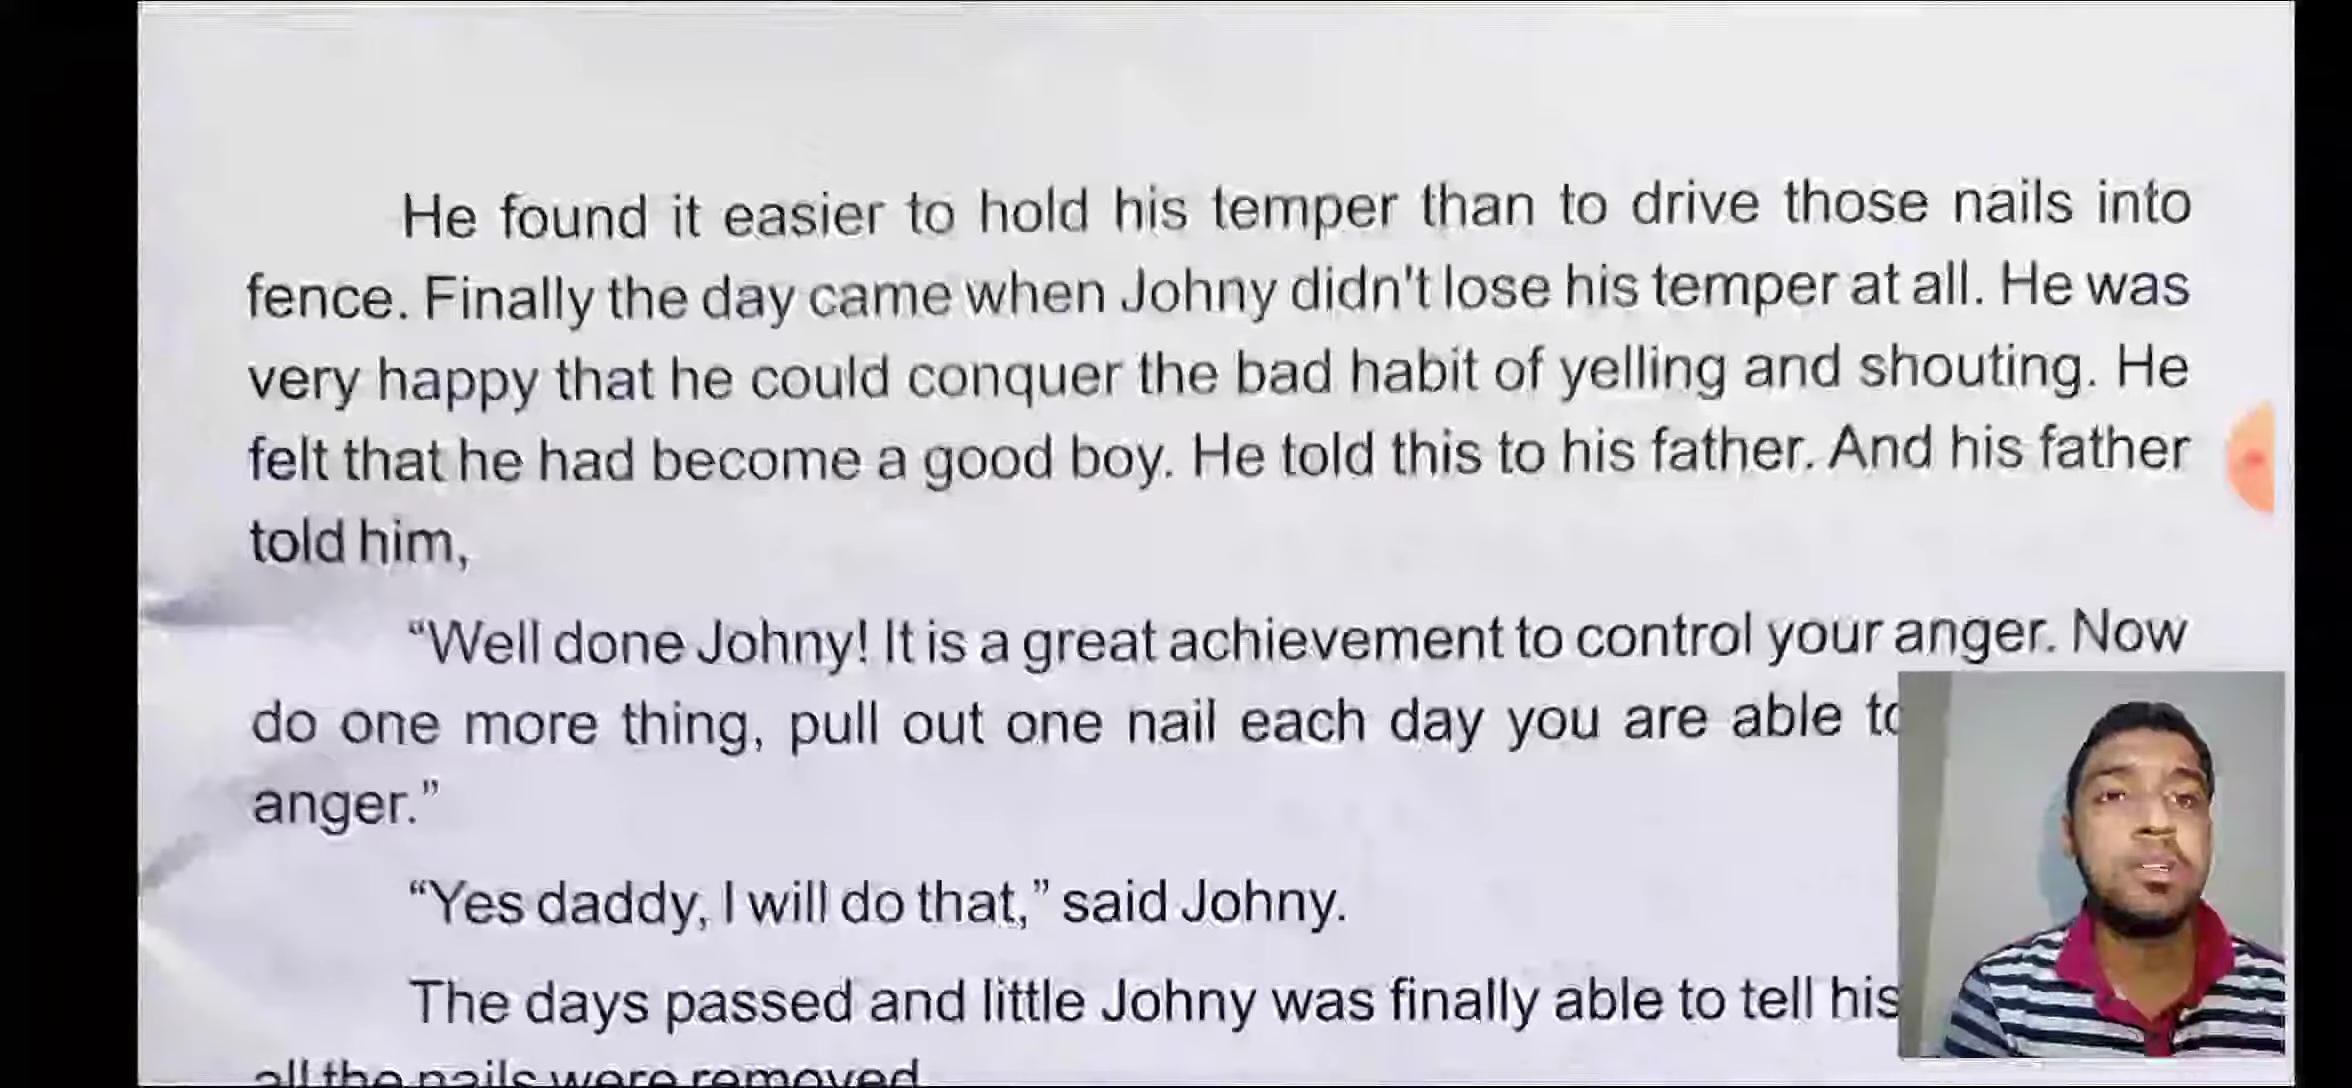 He found it easier to hold his temper than to drive those nails into
fence. Finally the day came when Johny didn't lose his temper at all. He was
very happy that he could conquer the bad habit of yelling and shouting. He
felt that he had become a good boy. He told this to his father. And his father
told him,
“Well done Johny! It is a great achievement to control your anger. Now
do one more thing, pull out one nail each day you are able
anger.”
“Yes daddy, I will do that,” said Johny.
The days passed and little Johny was finally able to tell his
all the nails were removed